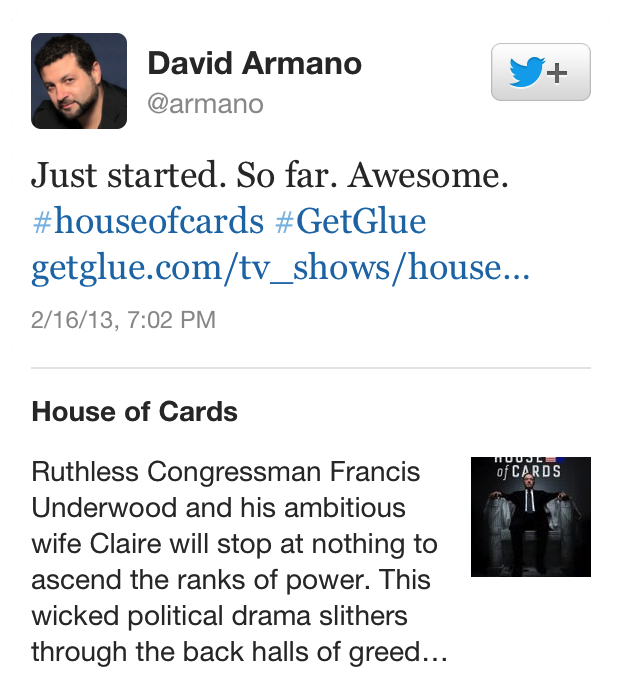 David Armano
@armano
Just started. So far. Awesome.
#houseofcards #GetGlue
getglue.com/tv_shows/house...
2/16/13, 7:02 PM
House of Cards
Ruthless Congressman Francis
Underwood and his ambitious
wife Claire will stop at nothing to
ascend the ranks of power. This
wicked political drama slithers
through the back halls of greed...
HOUSE
of CARDS